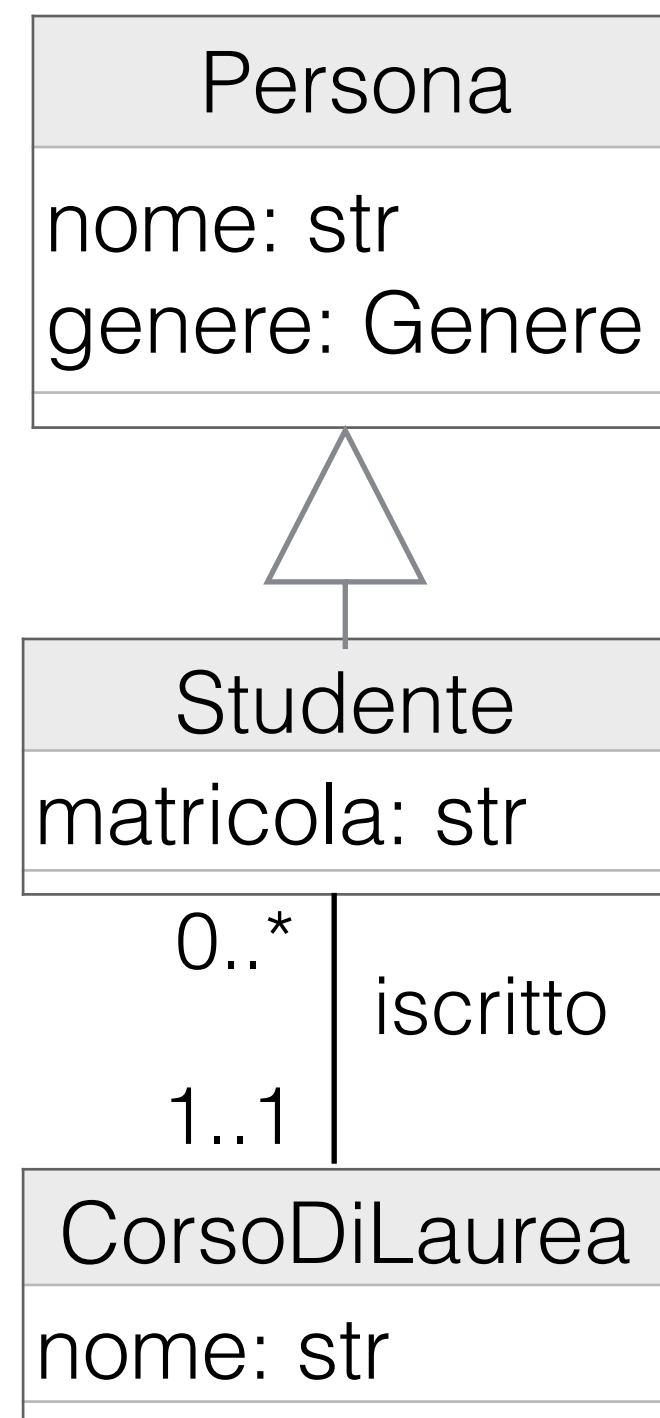 Persona
nome: str
genere: Genere
Studente
matricola: str
0..*
iscritto
1..1
CorsoDiLaurea
nome: str